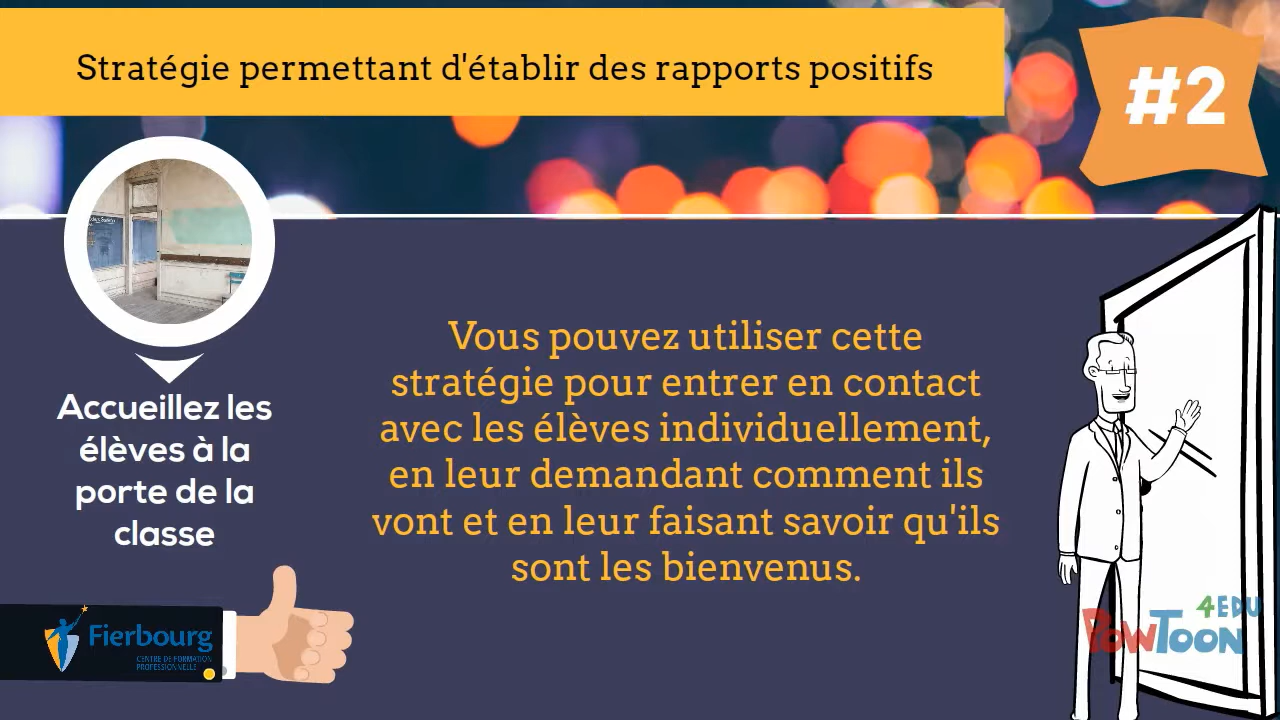 Stratégie permettant d'établir des rapports positifs
#2
Accueillez les
élèves à la
porte de la
classe
Vous pouvez utiliser cette
stratégie pour entrer en contact
avec les élèves individuellement,
en leur demandant comment ils
vont et en leur faisant savoir qu'ils
sont les bienvenus.
Fierbourg
CENTRE DE FORMATION
PROFESSIONNELLE
4EDU
POWTOON